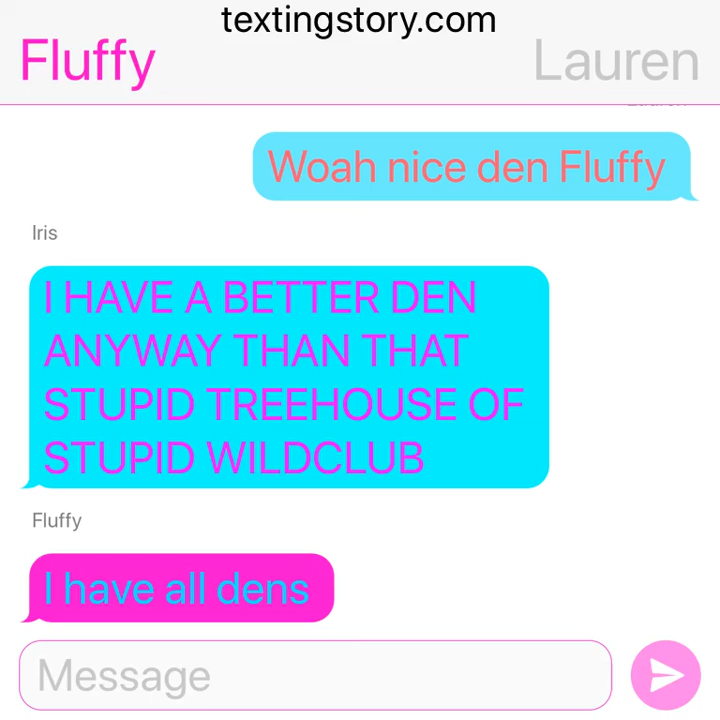 textingstory.com
Fluffy
Lauren
Woah nice den Fluffy
Iris
I HAVE A BETTER DEN
ANYWAY THAN THAT
STUPID TREEHOUSE OF
STUPID WILDCLUB
Fluffy
I have all dens
Message